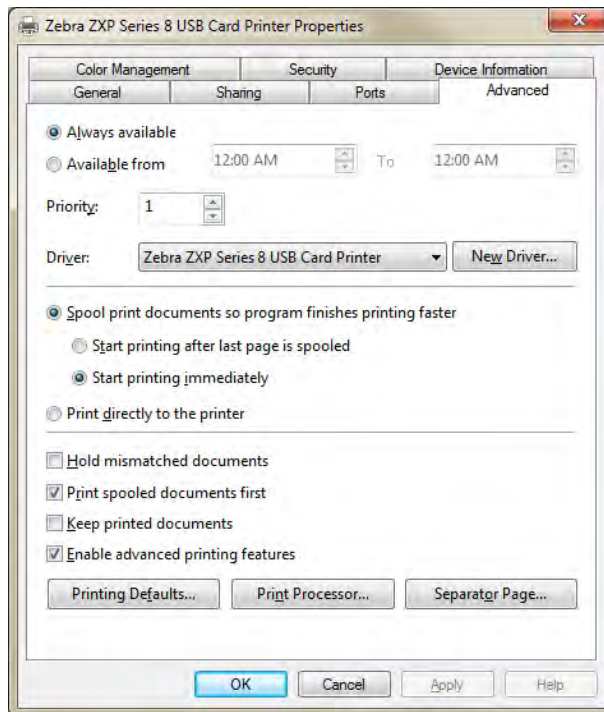 Zebra ZXP Series 8 USB Card Printer Properties
Color Management Security Device Information
General Sharing Ports Advanced
Always available
Available from 12:00 AM To 12:00 AM
Priority: 1
Driver: Zebra ZXP Series 8 USB Card Printer New Driver...
Spool print documents so program finishes printing faster
Start printing after last page is spooled
Start printing immediately
Print directly to the printer
Hold mismatched documents
Print spooled documents first
Keep printed documents
Enable advanced printing features
Printing Defaults... Print Processor... Separator Page...
OK Cancel Apply Help